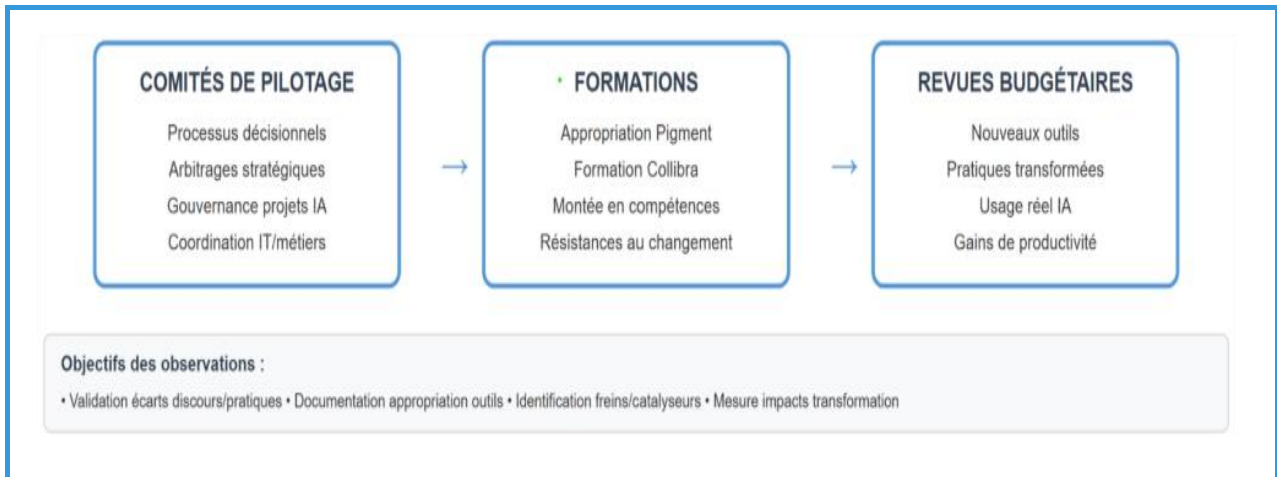 COMITÉS DE PILOTAGE
Processus décisionnels
Arbitrages stratégiques
Gouvernance projets IA
Coordination IT/métiers
→
• FORMATIONS
Appropriation Pigment
Formation Collibra
Montée en compétences
Résistances au changement
→
REVUES BUDGÉTAIRES
Nouveaux outils
Pratiques transformées
Usage réel IA
Gains de productivité
Objectifs des observations :
• Validation écarts discours/pratiques • Documentation appropriation outils • Identification freins/catalyseurs • Mesure impacts transformation